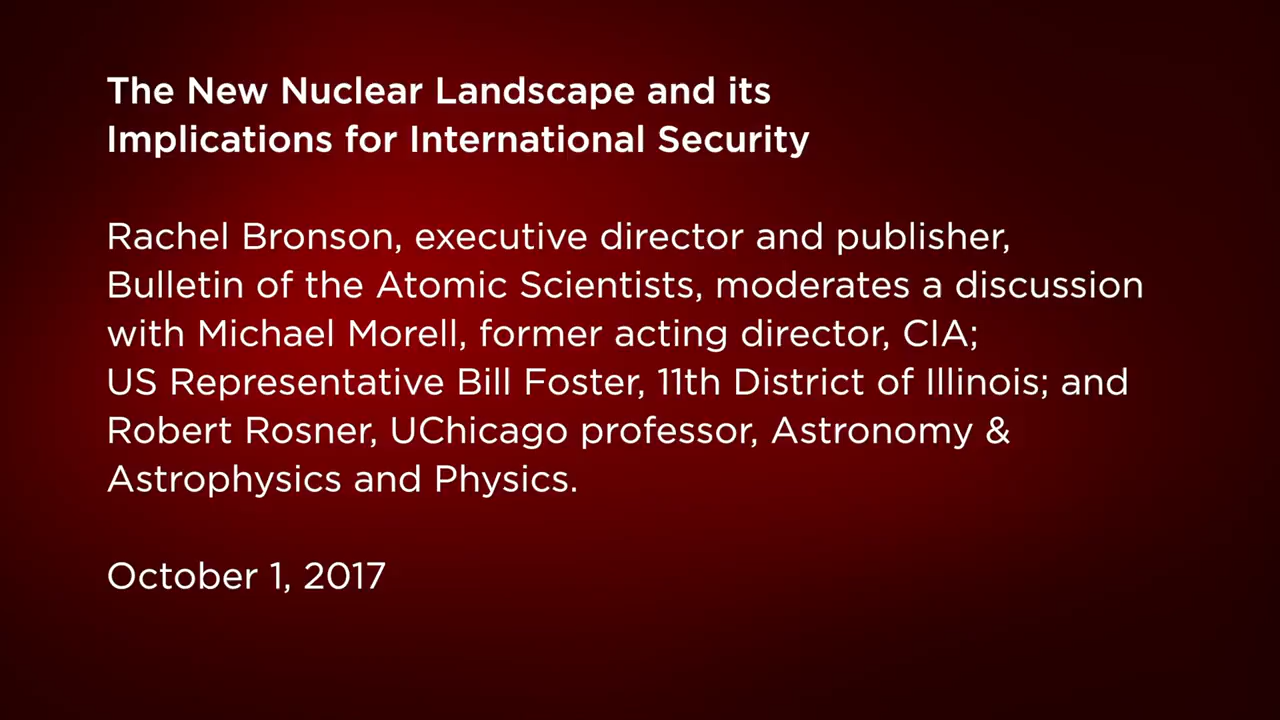 The New Nuclear Landscape and its
Implications for International Security
Rachel Bronson, executive director and publisher,
Bulletin of the Atomic Scientists, moderates a discussion
with Michael Morell, former acting director, CIA;
US Representative Bill Foster, 11th District of Illinois; and
Robert Rosner, UChicago professor, Astronomy &
Astrophysics and Physics.
October 1, 2017